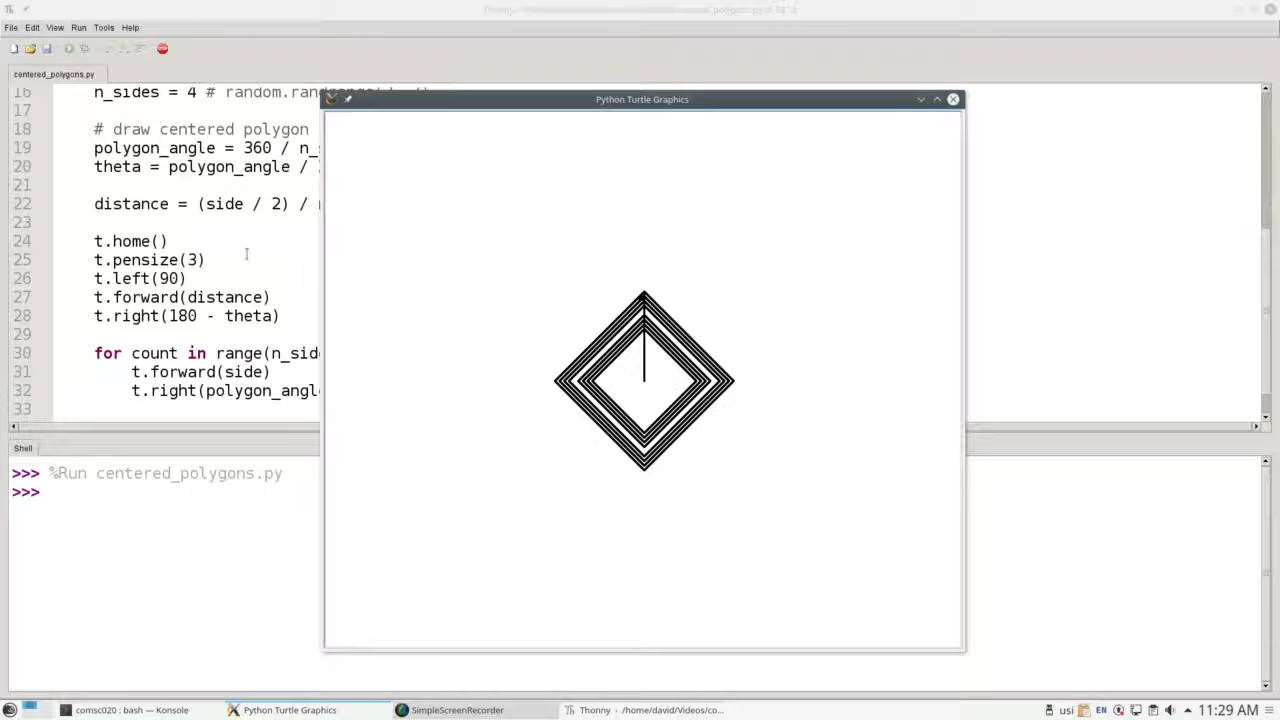 File Edit View Run Tools Help
centered_polygons.py
Python Turtle Graphics
16 n_sides = 4 # random.
17
18 # draw centered polygon
19 polygon_angle = 360 / n_
20 theta = polygon_angle /
21
22 distance = (side / 2) /
23
24 t.home()
25 t.pensize(3)
26 t.left(90)
27 t.forward(distance)
28 t.right(180 - theta)
29
30 for count in range(n_sid
31 t.forward(side)
32 t.right(polygon_angl
33
Shell
>>> %Run centered_polygons.py
>>>
comsc020 : bash — Konsole
Python Turtle Graphics
SimpleScreenRecorder
Thonny - /home/david/Videos/co...
usi
EN
11:29 AM